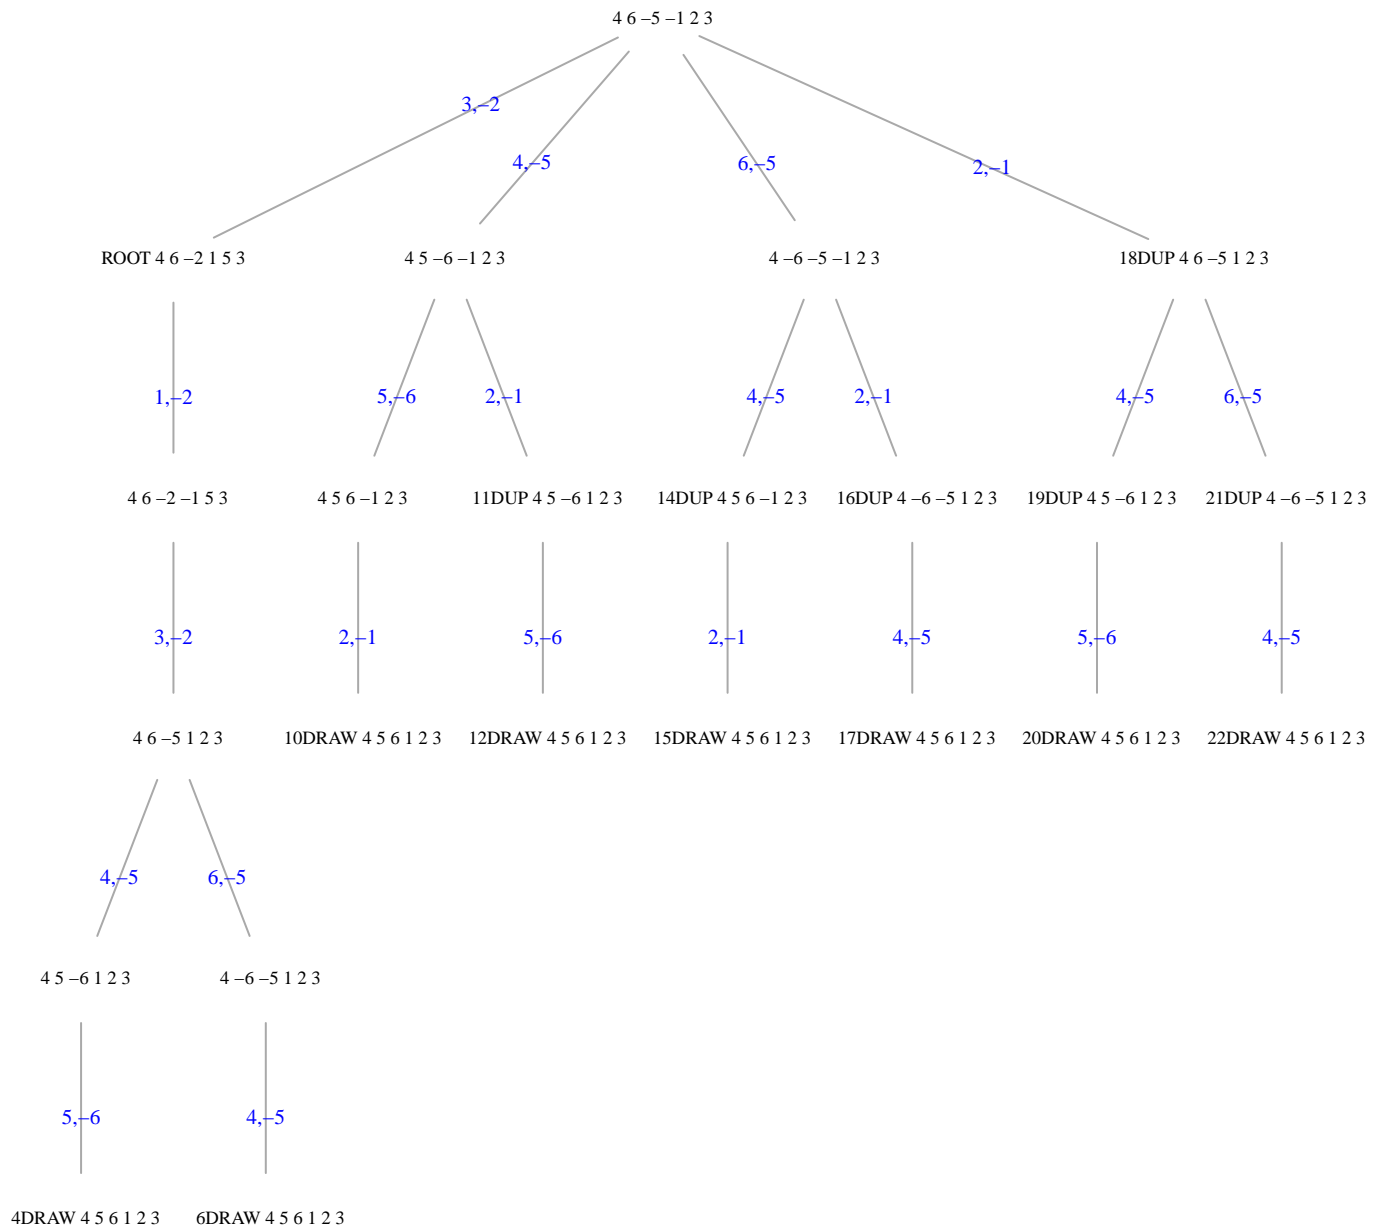 4 6 –5 –1 2 3
3,–2
4,–5
6,–5
2,–1
ROOT 4 6 –2 1 5 3
4 5 –6 –1 2 3
4 –6 –5 –1 2 3
18DUP 4 6 –5 1 2 3
1,–2
5,–6
2,–1
4,–5
2,–1
4,–5
6,–5
4 6 –2 –1 5 3
4 5 6 –1 2 3
11DUP 4 5 –6 1 2 3
14DUP 4 5 6 –1 2 3
16DUP 4 –6 –5 1 2 3
19DUP 4 5 –6 1 2 3
21DUP 4 –6 –5 1 2 3
3,–2
2,–1
5,–6
2,–1
4,–5
5,–6
4,–5
4 6 –5 1 2 3
10DRAW 4 5 6 1 2 3
12DRAW 4 5 6 1 2 3
15DRAW 4 5 6 1 2 3
17DRAW 4 5 6 1 2 3
20DRAW 4 5 6 1 2 3
22DRAW 4 5 6 1 2 3
4,–5
6,–5
4 5 –6 1 2 3
4 –6 –5 1 2 3
5,–6
4,–5
4DRAW 4 5 6 1 2 3
6DRAW 4 5 6 1 2 3